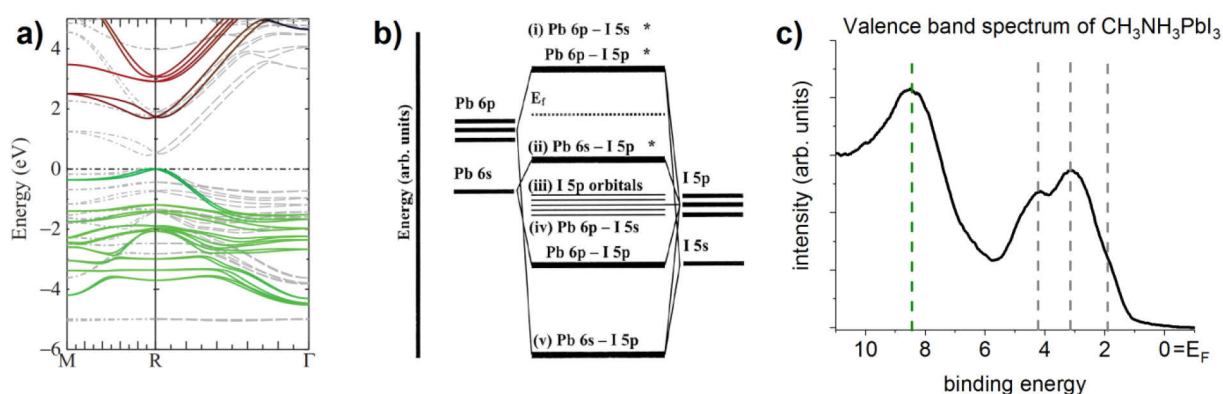 a)
4
2
0
-2
-4
-6
Energy (eV)
M
R
Γ
b)
Energy (arb. units)
(i) Pb 6p – I 5s *
Pb 6p – I 5p *
Pb 6p
E_f
(ii) Pb 6s – I 5p *
Pb 6s
(iii) I 5p orbitals
I 5p
(iv) Pb 6p – I 5s
Pb 6p – I 5p
I 5s
(v) Pb 6s – I 5p
c)
Valence band spectrum of CH₃NH₃PbI₃
intensity (arb. units)
10 8 6 4 2 0=E_F
binding energy